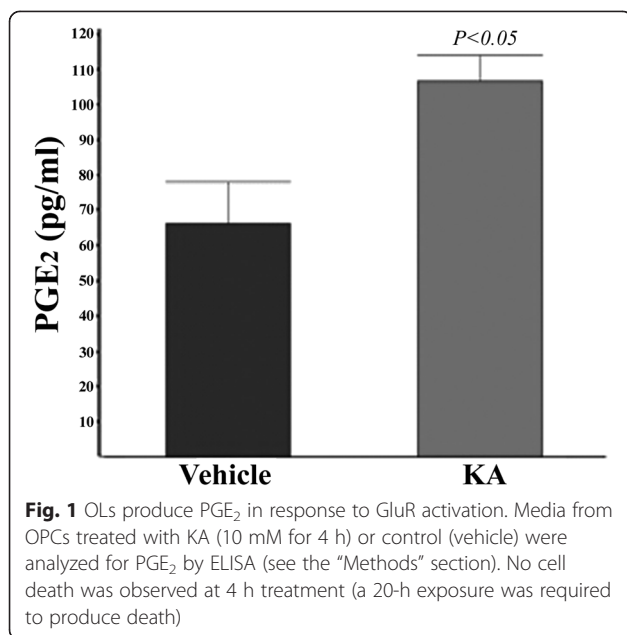 120
P<0.05
110
100
90
80
70
60
50
40
30
20
10
PGE₂ (pg/ml)
Vehicle KA
Fig. 1 OLs produce PGE₂ in response to GluR activation. Media from
OPCs treated with KA (10 mM for 4 h) or control (vehicle) were
analyzed for PGE₂ by ELISA (see the “Methods” section). No cell
death was observed at 4 h treatment (a 20-h exposure was required
to produce death)